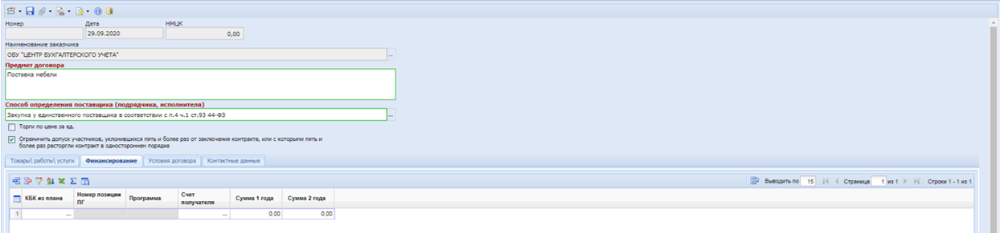 Номер Дата НМЦК
29.09.2020 0,00
Наименование заказчика
ОБУ "ЦЕНТР БУХГАЛТЕРСКОГО УЧЕТА" ...
Предмет договора
Поставка мебели
Способ определения поставщика (подрядчика, исполнителя)
Закупка у единственного поставщика в соответствии с п.4 ч.1 ст.93 44-ФЗ ...
Торги по цене за ед.
Ограничить допуск участников, уклонившихся пять и более раз от заключения контракта, или с которыми пять и
более раз расторгли контракт в одностороннем порядке
Товары\ работы\ услуги Финансирование Условия договора Контактные данные
Выводить по 15 Страница 1 из 1 Строки 1 - 1 из 1
КБК из плана Номер позиции Программа Счет Сумма 1 года Сумма 2 года
ПГ получателя
1 ... ... 0,00 0,00